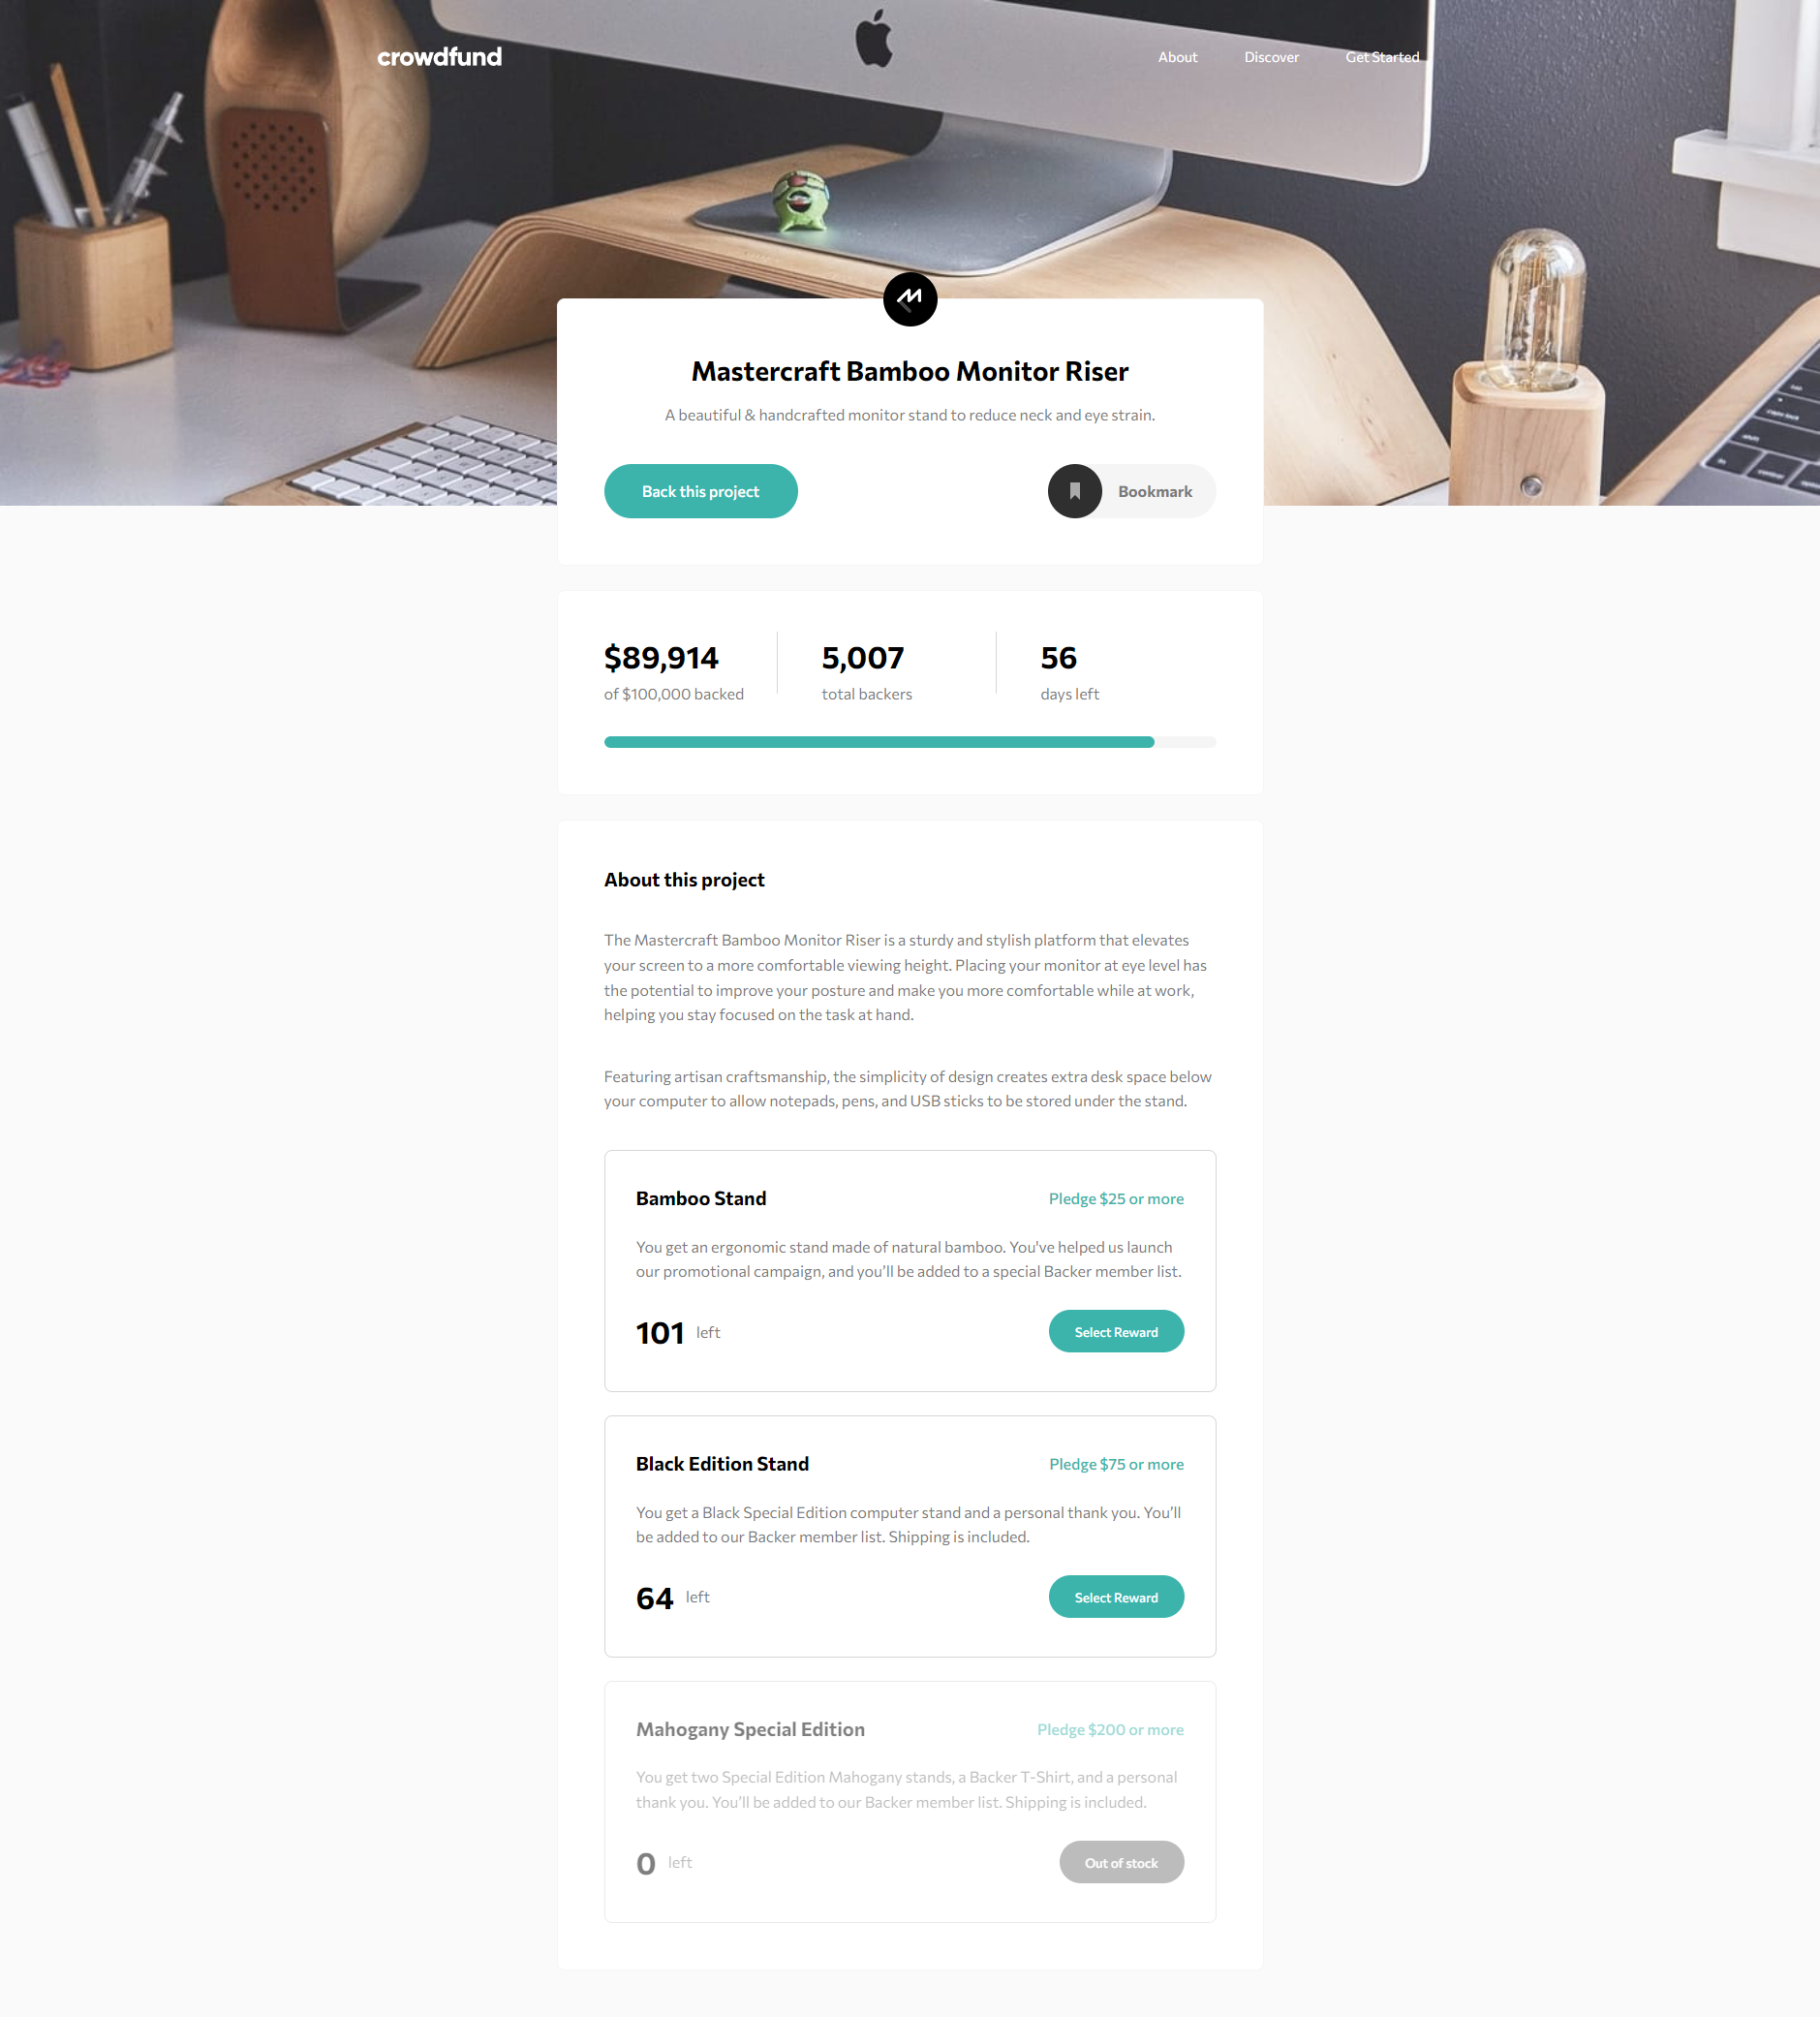 crowdfund
About Discover Get Started
Mastercraft Bamboo Monitor Riser
A beautiful & handcrafted monitor stand to reduce neck and eye strain.
Back this project Bookmark
$89,914 5,007 56
of $100,000 backed total backers days left
About this project
The Mastercraft Bamboo Monitor Riser is a sturdy and stylish platform that elevates
your screen to a more comfortable viewing height. Placing your monitor at eye level has
the potential to improve your posture and make you more comfortable while at work,
helping you stay focused on the task at hand.
Featuring artisan craftsmanship, the simplicity of design creates extra desk space below
your computer to allow notepads, pens, and USB sticks to be stored under the stand.
Bamboo Stand Pledge $25 or more
You get an ergonomic stand made of natural bamboo. You've helped us launch
our promotional campaign, and you’ll be added to a special Backer member list.
101 left Select Reward
Black Edition Stand Pledge $75 or more
You get a Black Special Edition computer stand and a personal thank you. You’ll
be added to our Backer member list. Shipping is included.
64 left Select Reward
Mahogany Special Edition Pledge $200 or more
You get two Special Edition Mahogany stands, a Backer T-Shirt, and a personal
thank you. You’ll be added to our Backer member list. Shipping is included.
0 left Out of stock